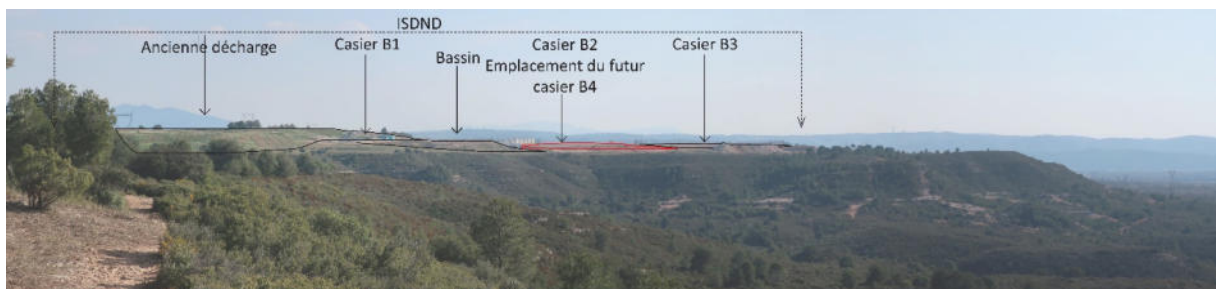 ISDND
Ancienne décharge
Casier B1
Bassin
Casier B2
Emplacement du futur
casier B4
Casier B3